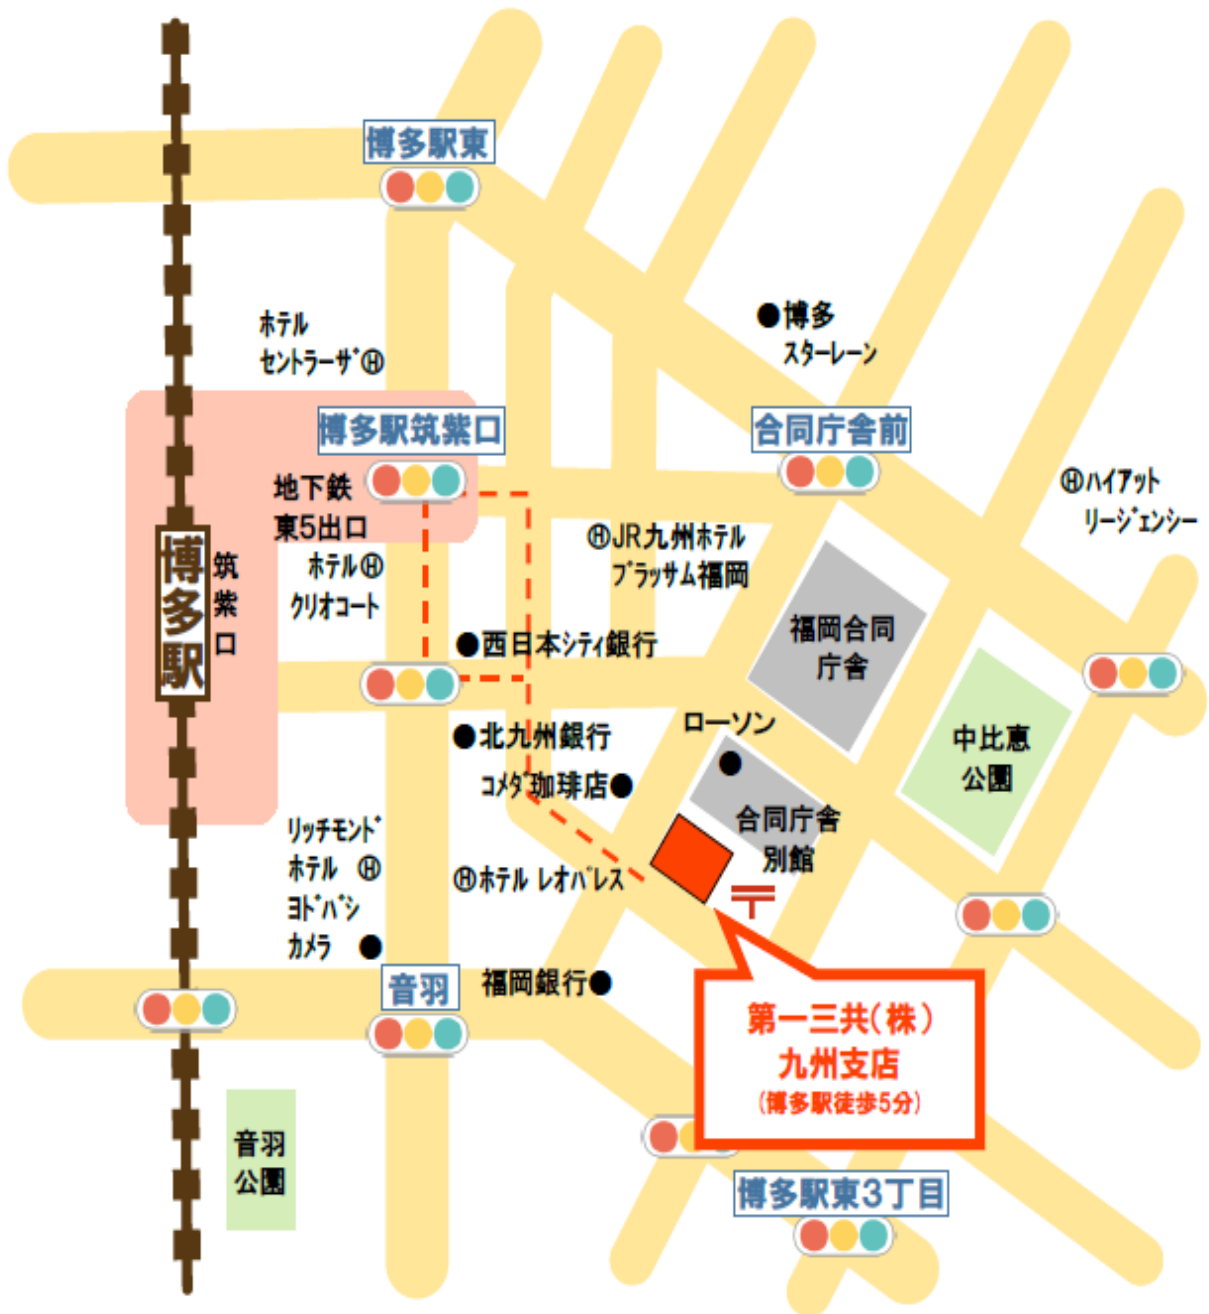 博多駅東
ホテル
セントラーザⒽ
●博多
スターレーン
博多駅筑紫口
合同庁舎前
地下鉄
東5出口
ホテルⒽ
クリオコート
Ⓗハイアット
リージェンシー
ⒽJR九州ホテル
ブラッサム福岡
博多駅
筑紫口
福岡合同
庁舎
●西日本シティ銀行
ローソン
●
●北九州銀行
コメダ珈琲店●
中比恵
公園
合同庁舎
別館
リッチモンド
ホテル Ⓗ
ヨドバシ
カメラ ●
Ⓗホテル レオパレス
〒
音羽
福岡銀行●
第一三共(株)
九州支店
(博多駅徒歩5分)
音羽
公園
博多駅東3丁目